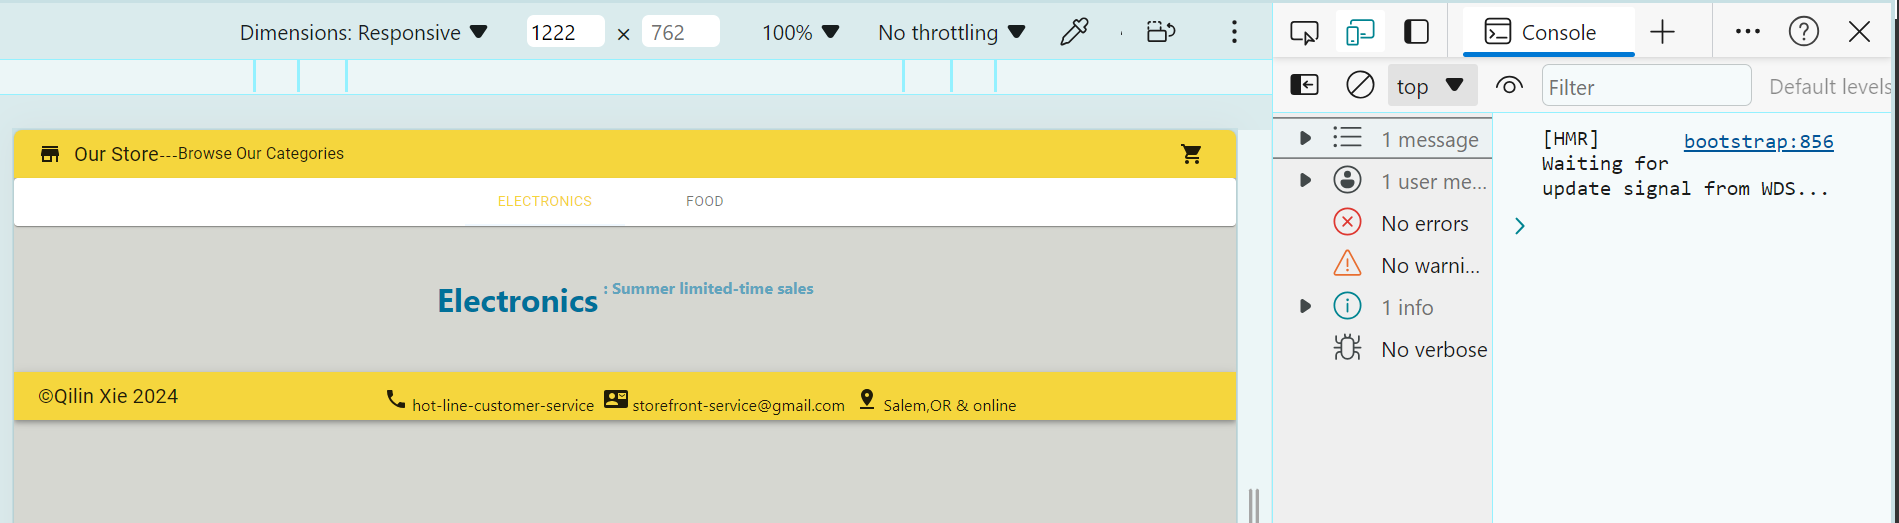 Dimensions: Responsive 1222 × 762 100% No throttling
Our Store---Browse Our Categories
ELECTRONICS FOOD
Electronics : Summer limited-time sales
©Qilin Xie 2024 hot-line-customer-service storefront-service@gmail.com Salem,OR & online
Console
top Filter Default levels
1 message
1 user me...
No errors
No warni...
1 info
No verbose
[HMR] bootstrap:856
Waiting for
update signal from WDS...